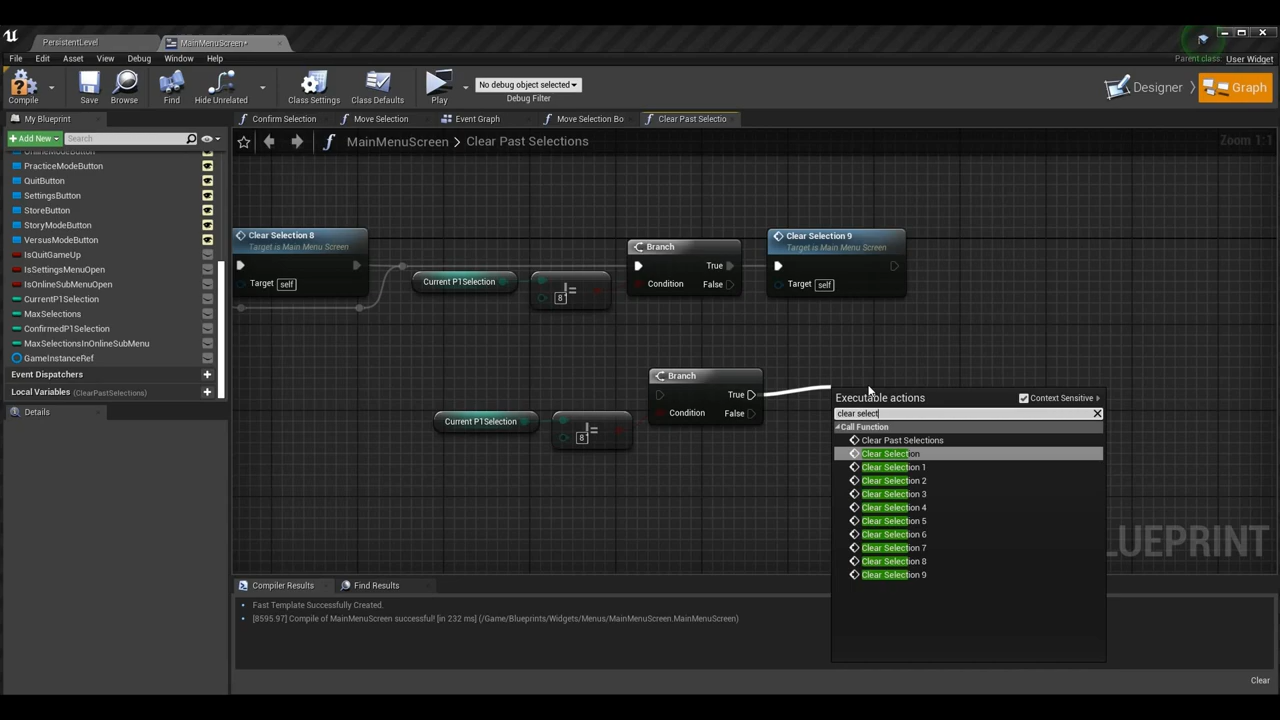 PersistentLevel
MainMenuScreen*
Parent class: User Widget
File Edit Asset View Debug Window Help
Compile Save Browse Find Hide Unrelated Class Settings Class Defaults Play
No debug object selected
Debug Filter
Designer Graph
My Blueprint
Confirm Selection Move Selection Event Graph Move Selection Bo Clear Past Selectio
+Add New Search
MainMenuScreen > Clear Past Selections
Zoom 1:1
PracticeModeButton
QuitButton
SettingsButton
StoreButton
StoryModeButton
VersusModeButton
IsQuitGameUp
IsSettingsMenuOpen
IsOnlineSubMenuOpen
CurrentP1Selection
MaxSelections
ConfirmedP1Selection
MaxSelectionsInOnlineSubMenu
GameInstanceRef
Event Dispatchers
Local Variables (ClearPastSelections)
Details
Clear Selection 8
Target is Main Menu Screen
Target self
Current P1Selection
!=
8
Branch
True
Condition False
Clear Selection 9
Target is Main Menu Screen
Target self
Branch
True
Condition False
Current P1Selection
!=
8
Executable actions Context Sensitive
clear select
Call Function
Clear Past Selections
Clear Selection
Clear Selection 1
Clear Selection 2
Clear Selection 3
Clear Selection 4
Clear Selection 5
Clear Selection 6
Clear Selection 7
Clear Selection 8
Clear Selection 9
LUEPRINT
Compiler Results Find Results
Fast Template Successfully Created.
[8595.97] Compile of MainMenuScreen successful! [in 232 ms] (/Game/Blueprints/Widgets/Menus/MainMenuScreen.MainMenuScreen)
Clear